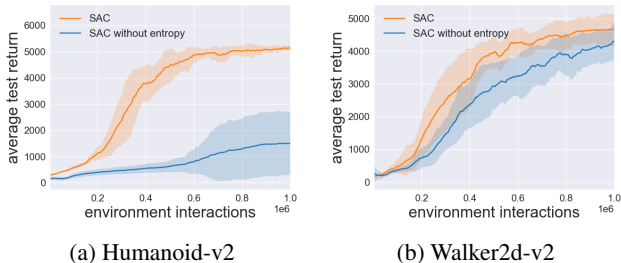 SAC
SAC without entropy
average test return
6000
5000
4000
3000
2000
1000
0
0.2
0.4
0.6
0.8
1.0
1e6
environment interactions
(a) Humanoid-v2
SAC
SAC without entropy
average test return
5000
4000
3000
2000
1000
0
0.2
0.4
0.6
0.8
1.0
1e6
environment interactions
(b) Walker2d-v2